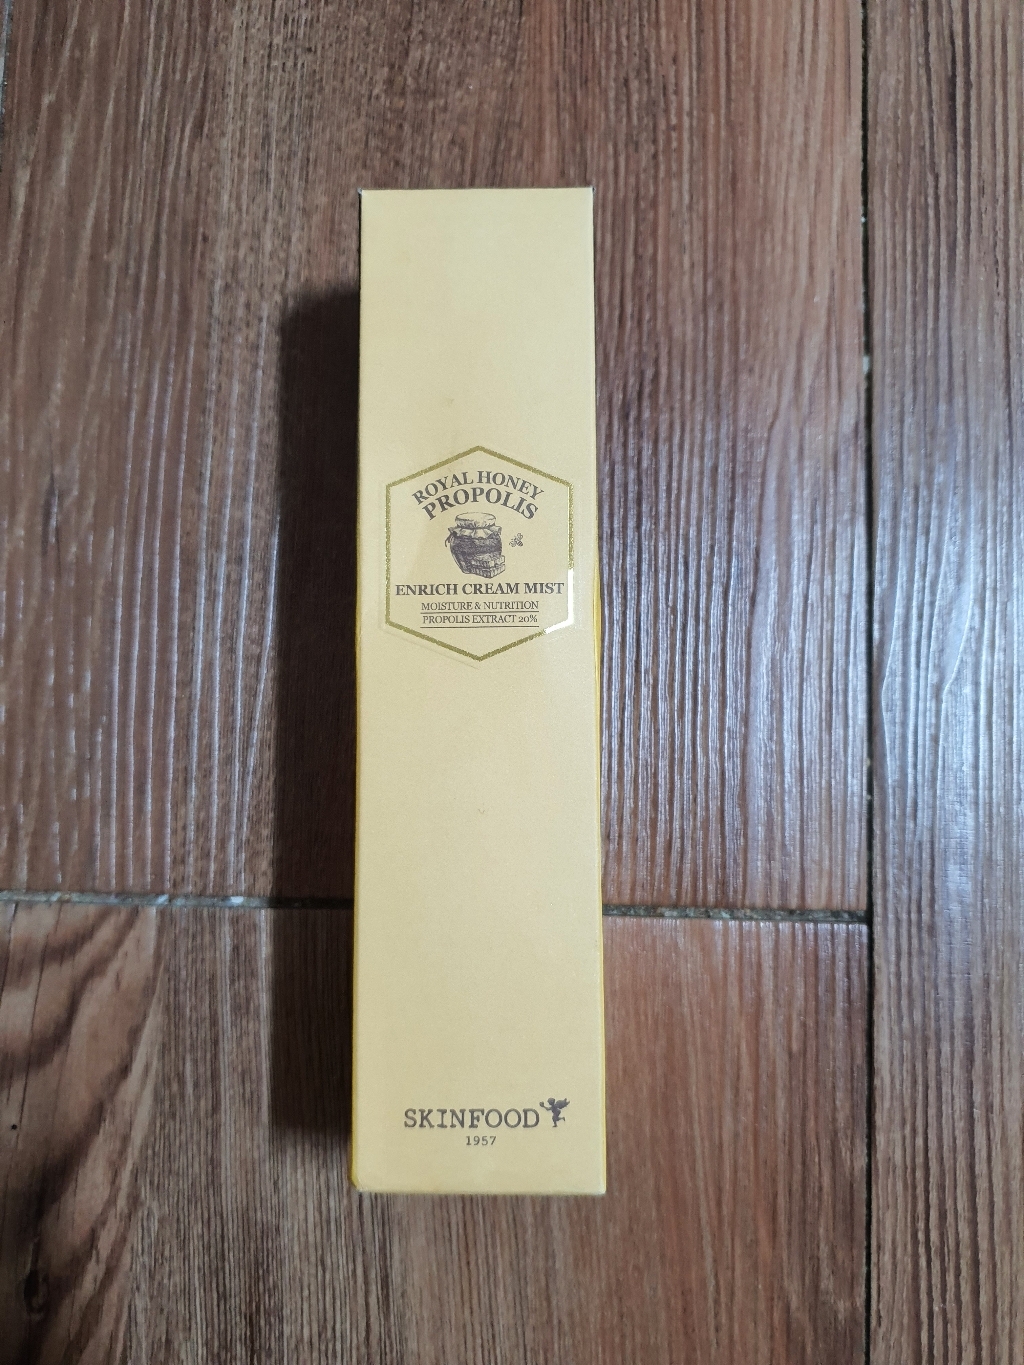 ROYAL HONEY
PROPOLIS
ENRICH CREAM MIST
MOISTURE & NUTRITION
PROPOLIS EXTRACT 20%
SKINFOOD
1957